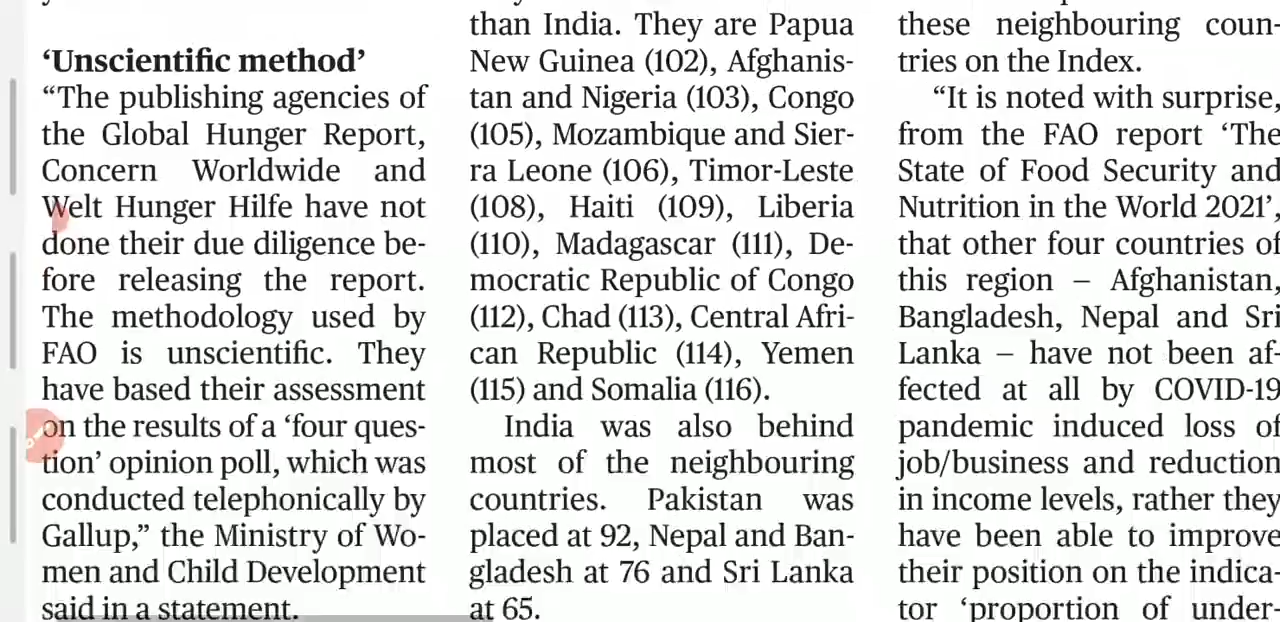 ‘Unscientific method’
“The publishing agencies of
the Global Hunger Report,
Concern Worldwide and
Welt Hunger Hilfe have not
done their due diligence be-
fore releasing the report.
The methodology used by
FAO is unscientific. They
have based their assessment
on the results of a ‘four ques-
tion’ opinion poll, which was
conducted telephonically by
Gallup,” the Ministry of Wo-
men and Child Development
said in a statement.
than India. They are Papua
New Guinea (102), Afghanis-
tan and Nigeria (103), Congo
(105), Mozambique and Sier-
ra Leone (106), Timor-Leste
(108), Haiti (109), Liberia
(110), Madagascar (111), De-
mocratic Republic of Congo
(112), Chad (113), Central Afri-
can Republic (114), Yemen
(115) and Somalia (116).
India was also behind
most of the neighbouring
countries. Pakistan was
placed at 92, Nepal and Ban-
gladesh at 76 and Sri Lanka
at 65.
these neighbouring coun-
tries on the Index.
“It is noted with surprise,
from the FAO report ‘The
State of Food Security and
Nutrition in the World 2021’,
that other four countries of
this region – Afghanistan,
Bangladesh, Nepal and Sri
Lanka – have not been af-
fected at all by COVID-19
pandemic induced loss of
job/business and reduction
in income levels, rather they
have been able to improve
their position on the indica-
tor ‘proportion of under-